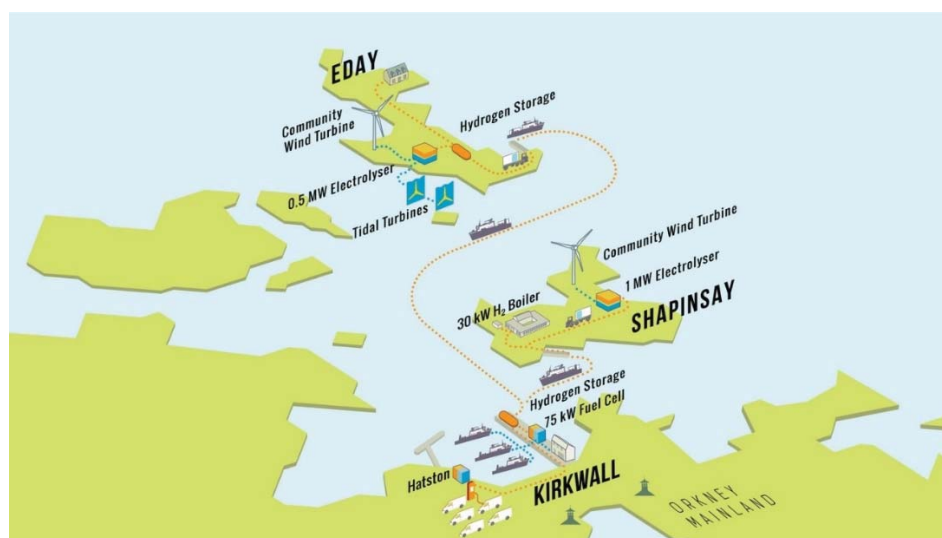 EDAY
Community
Wind Turbine
Hydrogen Storage
0.5 MW Electrolyser
Tidal Turbines
Community Wind Turbine
1 MW Electrolyser
30 kW H₂ Boiler
SHAPINSAY
Hydrogen Storage
75 kW Fuel Cell
Hatston
KIRKWALL
ORKNEY
MAINLAND